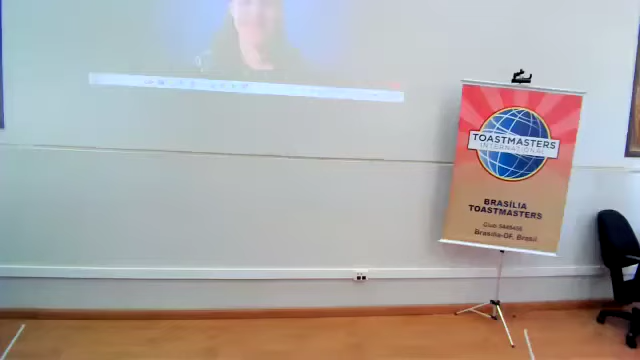 TOASTMASTERS
INTERNATIONAL
BRASÍLIA
TOASTMASTERS
Brasília-DF, Brasil